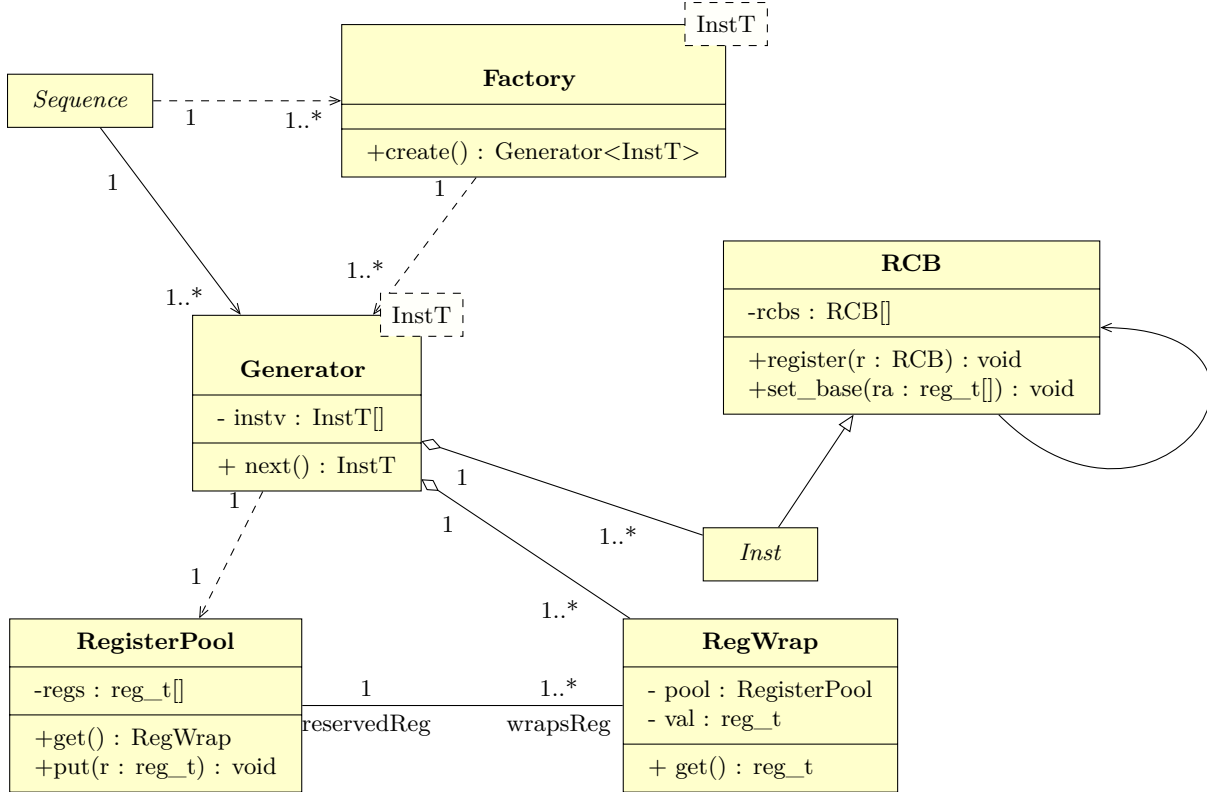 InstT
Factory
Sequence
1
1..*
+create() : Generator<InstT>
1
1
1..*
1..*
RCB
-rcbs : RCB[]
+register(r : RCB) : void
+set_base(ra : reg_t[]) : void
InstT
Generator
- instv : InstT[]
+ next() : InstT
1
1
1
1..*
Inst
1
1..*
RegisterPool
-regs : reg_t[]
+get() : RegWrap
+put(r : reg_t) : void
1
1..*
reservedReg
wrapsReg
RegWrap
- pool : RegisterPool
- val : reg_t
+ get() : reg_t